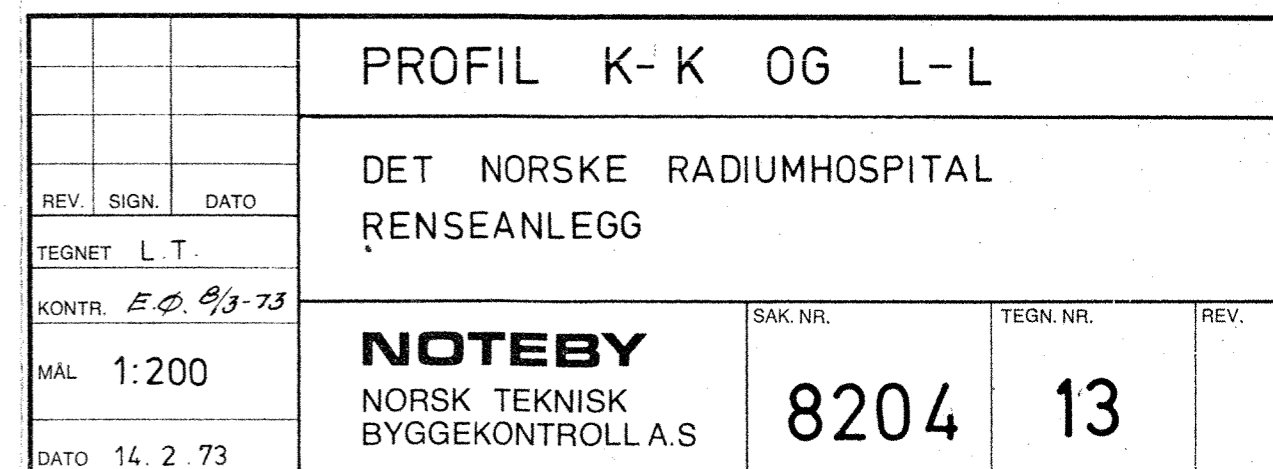 PROFIL K-K OG L-L
DET NORSKE RADIUMHOSPITAL
RENSEANLEGG
REV. SIGN. DATO
TEGNET L.T.
KONTR. E.Ø. 8/3-73
MÅL 1:200
DATO 14.2.73
NOTEBY
NORSK TEKNISK
BYGGEKONTROLL A.S
SAK. NR.
8204
TEGN. NR.
13
REV.